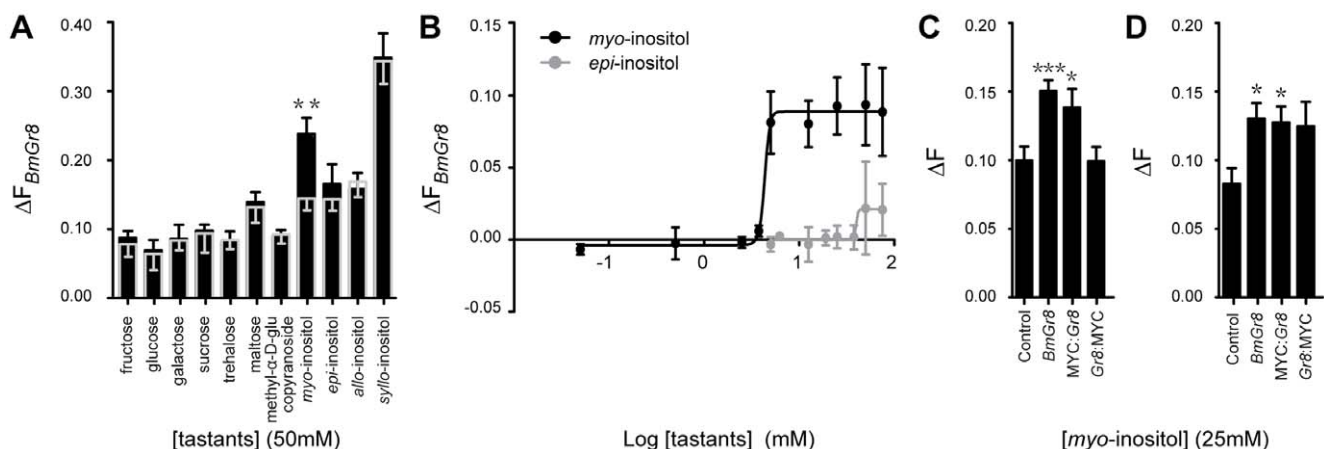 A
ΔF BmGr8
0.40
0.30
0.20
0.10
0.00
**
fructose
glucose
galactose
sucrose
trehalose
maltose
methyl-α-D-glu
copyranoside
myo-inositol
epi-inositol
allo-inositol
syllo-inositol
[tastants] (50mM)
B
ΔF BmGr8
myo-inositol
epi-inositol
0.15
0.10
0.05
0.00
-0.05
-1
0
1
2
Log [tastants] (mM)
C
ΔF
0.20
0.15
0.10
0.05
0.00
***
*
Control
BmGr8
MYC:Gr8
Gr8:MYC
D
ΔF
0.20
0.15
0.10
0.05
0.00
*
*
Control
BmGr8
MYC:Gr8
Gr8:MYC
[myo-inositol] (25mM)